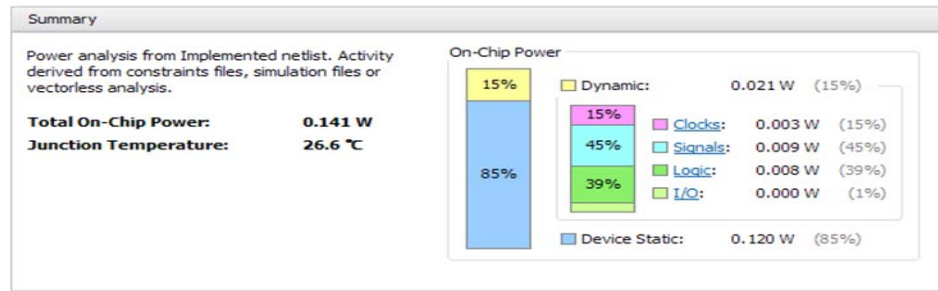 Summary
Power analysis from Implemented netlist. Activity
derived from constraints files, simulation files or
vectorless analysis.
Total On-Chip Power: 0.141 W
Junction Temperature: 26.6 °C
On-Chip Power
15%
85%
Dynamic: 0.021 W (15%)
15%
45%
39%
Clocks: 0.003 W (15%)
Signals: 0.009 W (45%)
Logic: 0.008 W (39%)
I/O: 0.000 W (1%)
Device Static: 0.120 W (85%)